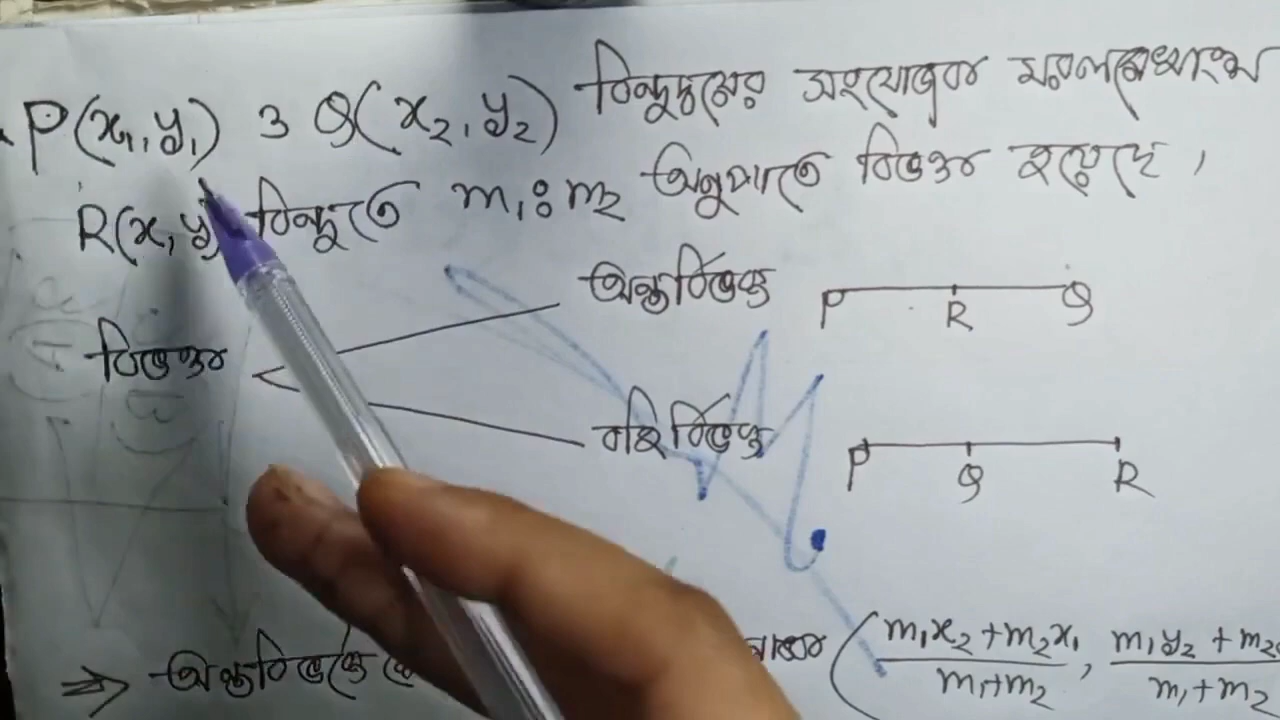 P(x₁, y₁) ও Q(x₂, y₂) বিন্দুদ্বয়ের সংযোজক সরলরেখাংশ
R(x, y) বিন্দুতে m₁ : m₂ অনুপাতে বিভক্ত হয়েছে,
অন্তর্বিভক্ত
P R Q
বিভক্ত
বহির্বিভক্ত
P Q R
⇒ অন্তর্বিভক্তের
(m₁x₂ + m₂x₁ / m₁+m₂, m₁y₂ + m₂ / m₁ + m₂